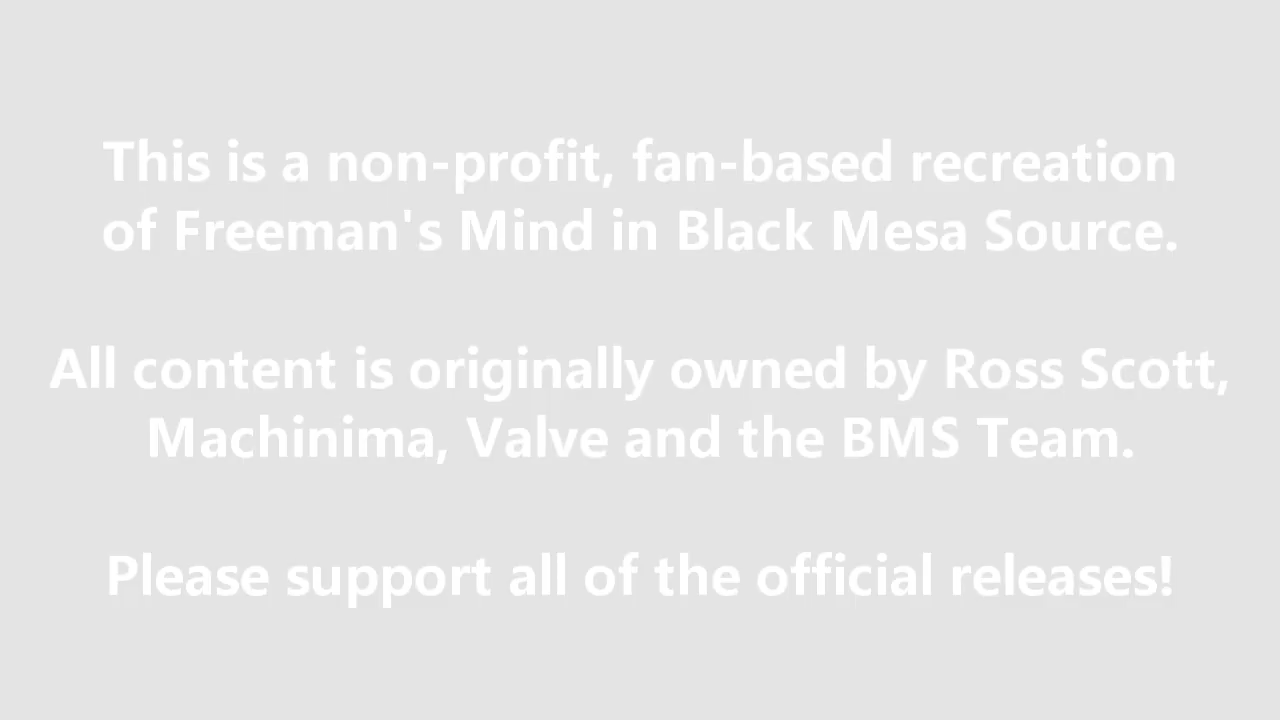 This is a non-profit, fan-based recreation
of Freeman's Mind in Black Mesa Source.
All content is originally owned by Ross Scott,
Machinima, Valve and the BMS Team.
Please support all of the official releases!